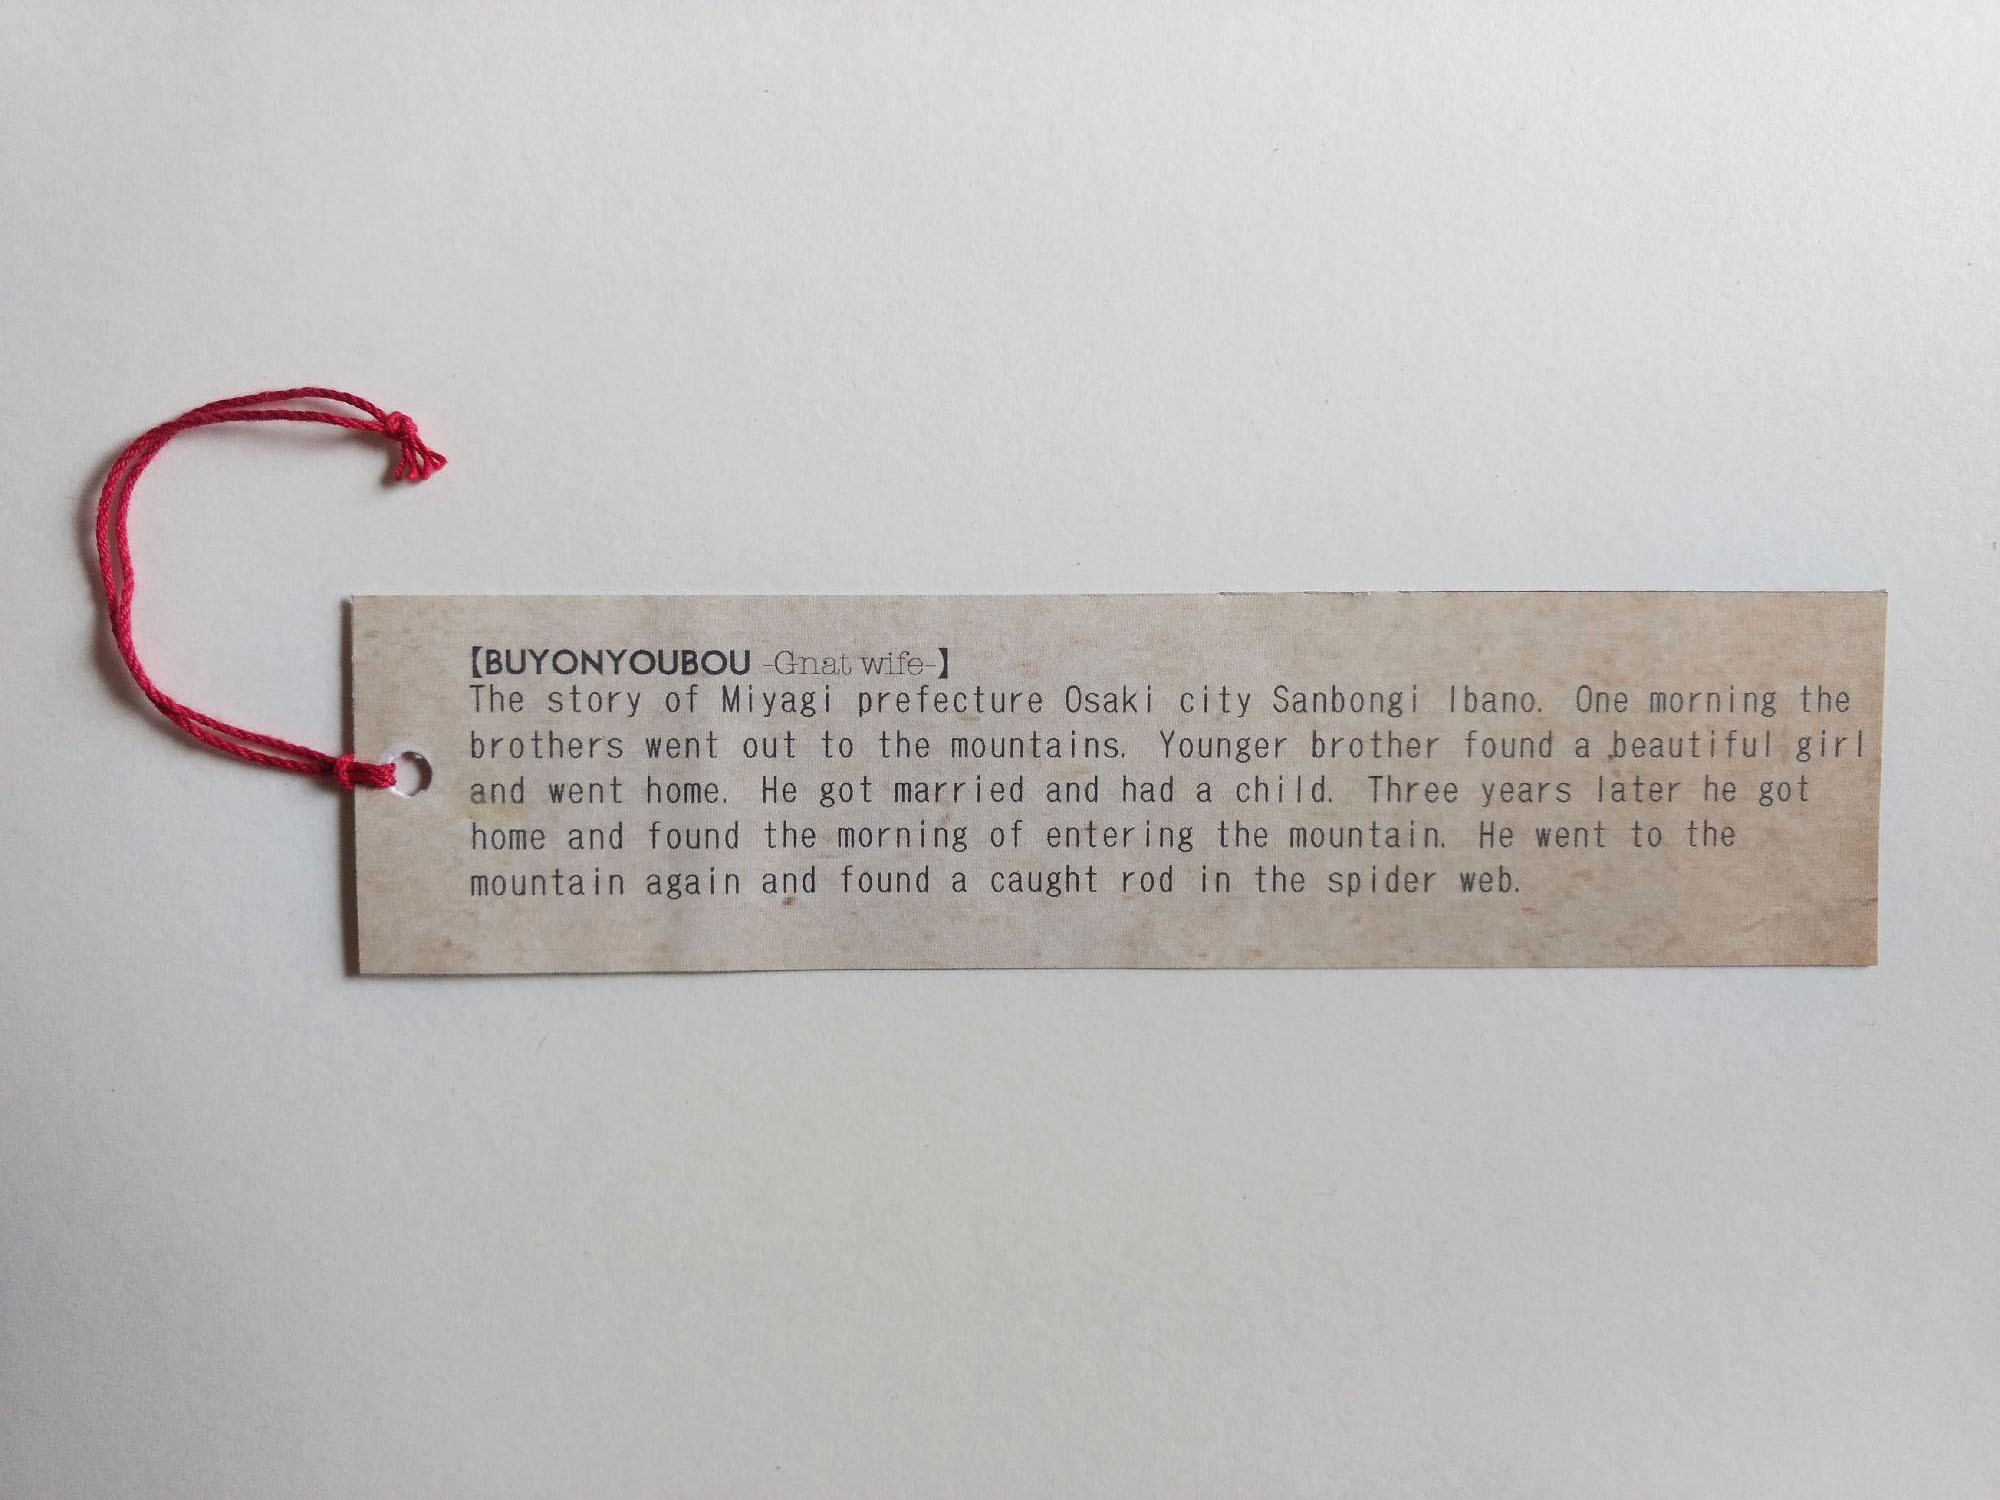 【BUYONYOUBOU -Gnat wife-】
The story of Miyagi prefecture Osaki city Sanbongi Ibano. One morning the
brothers went out to the mountains. Younger brother found a beautiful girl
and went home. He got married and had a child. Three years later he got
home and found the morning of entering the mountain. He went to the
mountain again and found a caught rod in the spider web.